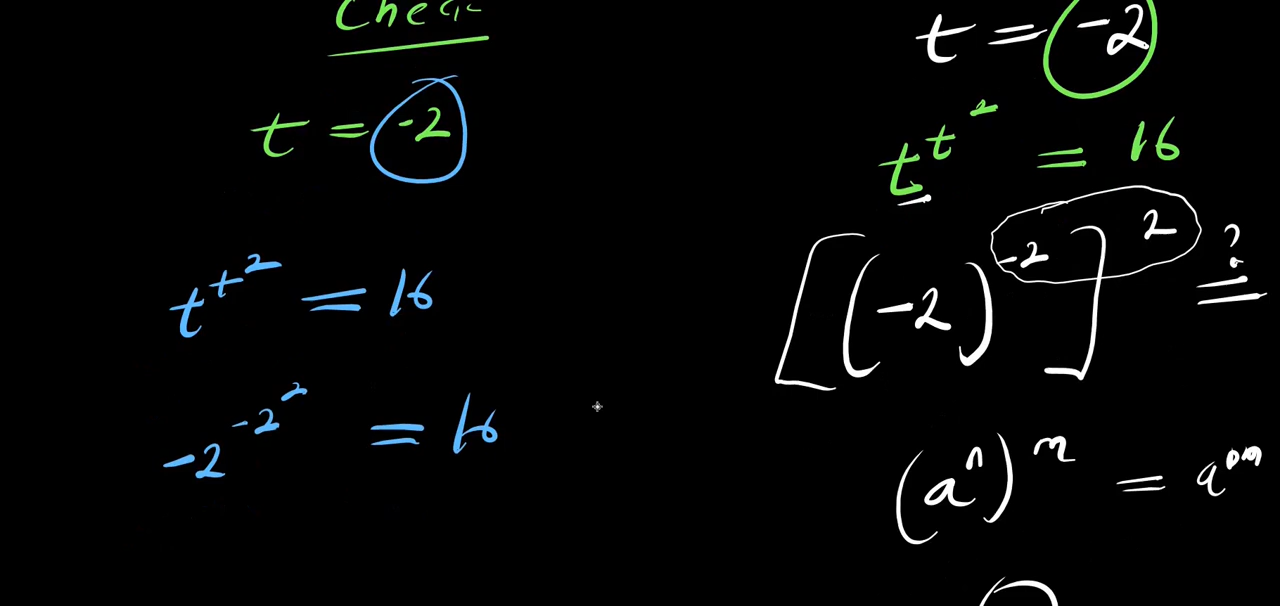 Check
t = -2
t^{t^2} = 16
-2^{-2^2} = 16
t = -2
t^{t^2} = 16
[(-2)^{-2}]^2 ?=
(a^n)^m = a^{nm}